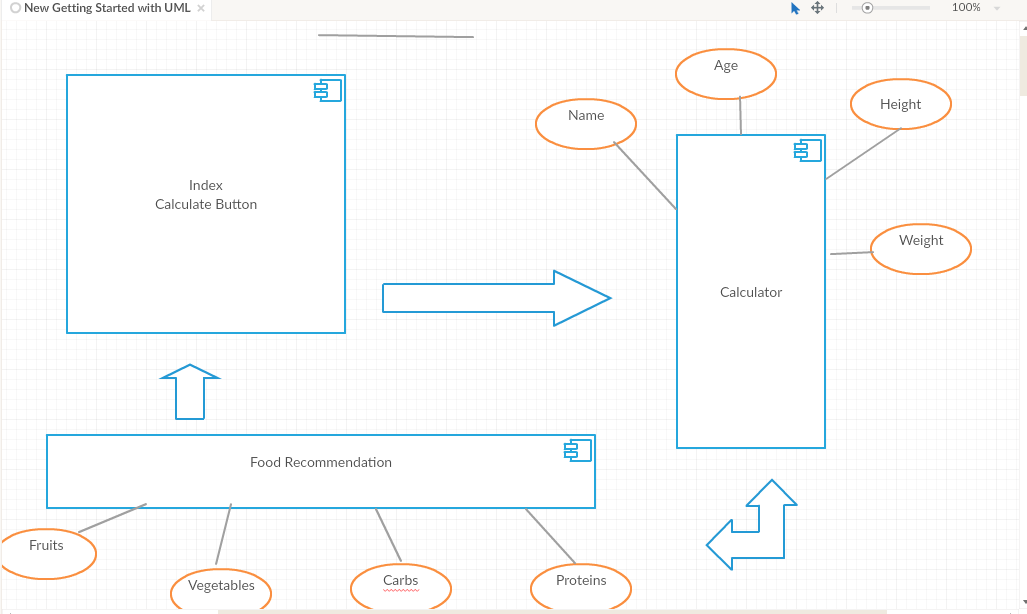 New Getting Started with UML
100%
Age
Name
Height
Index
Calculate Button
Weight
Calculator
Food Recommendation
Fruits
Vegetables
Carbs
Proteins